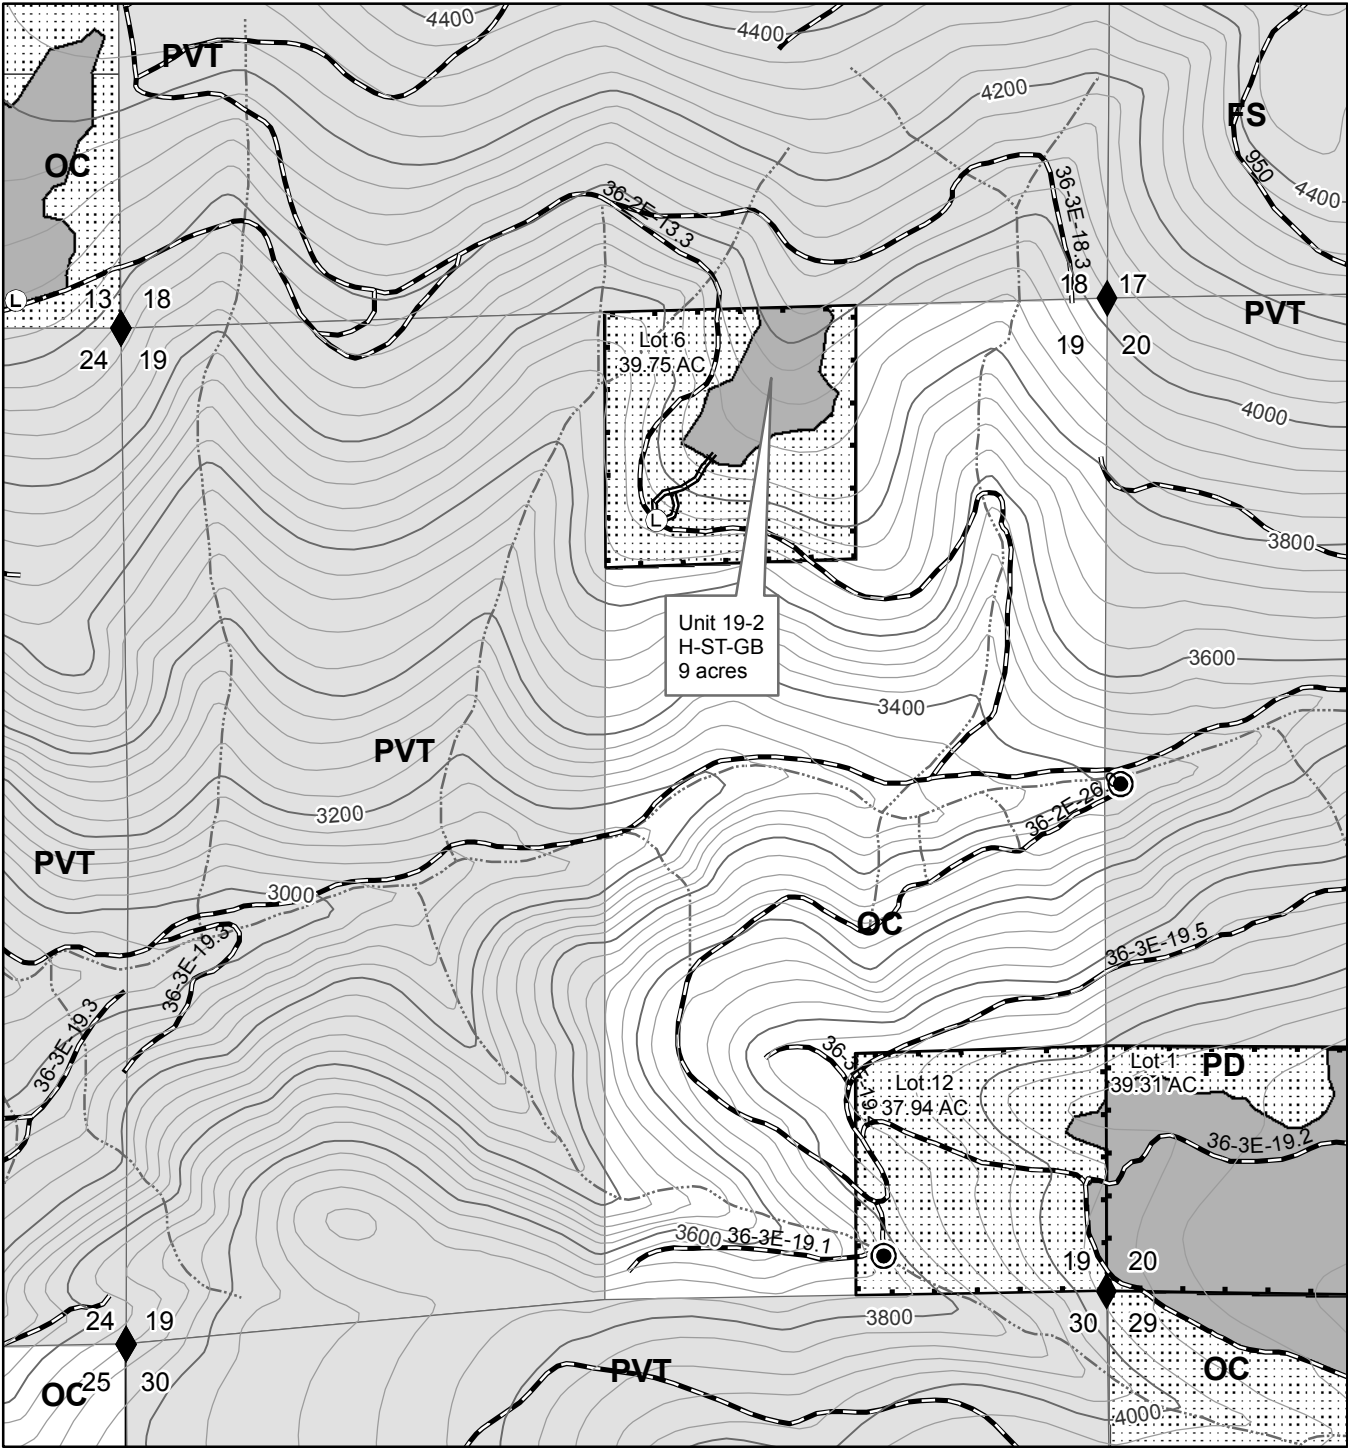 4400
4400
PVT
4200
FS
950
4400
OC
36-2E-13.3
36-3E-18.3
L
13
18
18
17
PVT
24
19
19
20
Lot 6
39.75 AC
4000
L
3800
Unit 19-2
H-ST-GB
9 acres
3600
3400
PVT
3200
36-2E-26
PVT
3000
OC
36-3E-19.3
36-3E-19.5
36-3E-19.3
Lot 1
39.31 AC
PD
Lot 12
37.94 AC
36-3E-19.2
3600
36-3E-19.1
19
20
24
19
3800
30
29
PVT
OC
OC
25
30
4000